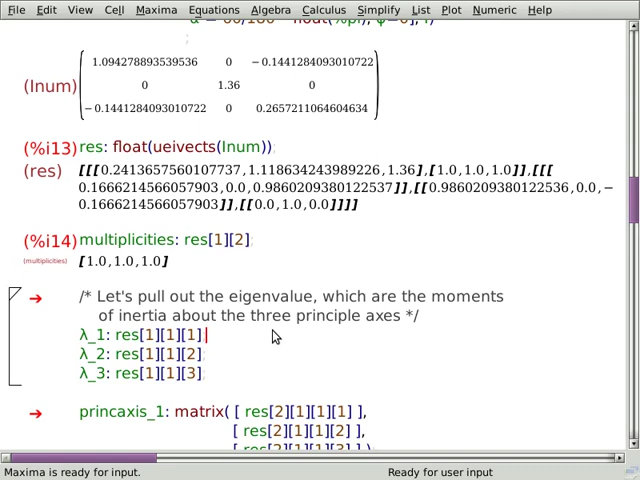 File Edit View Cell Maxima Equations Algebra Calculus Simplify List Plot Numeric Help
;
(Inum)
1.094278893539536 0 −0.1441284093010722
0 1.36 0
−0.1441284093010722 0 0.2657211064604634
(%i13) res: float(ueivects(Inum));
(res) [[[0.2413657560107737,1.118634243989226,1.36],[1.0,1.0,1.0]],[[[
0.1666214566057903,0.0,0.9860209380122537]],[[0.9860209380122536,0.0,−
0.1666214566057903]],[[0.0,1.0,0.0]]]]
(%i14) multiplicities: res[1][2];
(multiplicities) [1.0,1.0,1.0]
/* Let's pull out the eigenvalue, which are the moments
of inertia about the three principle axes */
λ_1: res[1][1][1];
λ_2: res[1][1][2];
λ_3: res[1][1][3];
princaxis_1: matrix( [ res[2][1][1][1] ],
[ res[2][1][1][2] ],
[ res[2][1][1][3] ] );
Maxima is ready for input. Ready for user input